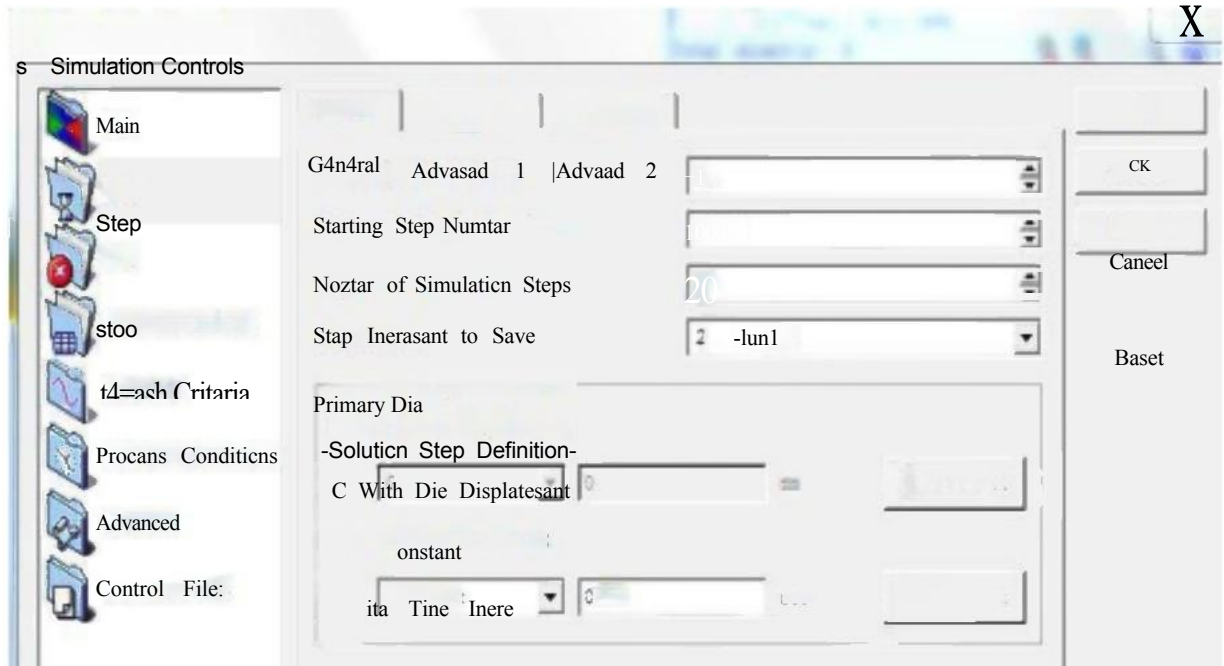 X
s Simulation Controls
Main
Step
stoo
t4=ash Critaria
Procans Conditicns
Advanced
Control File:
G4n4ral Advasad 1 |Advaad 2
Starting Step Numtar
Noztar of Simulaticn Steps
20
Stap Inerasant to Save
2 -lun1
Primary Dia
-Soluticn Step Definition-
C With Die Displatesant
0
onstant
ita Tine Inere
0
CK
Caneel
Baset